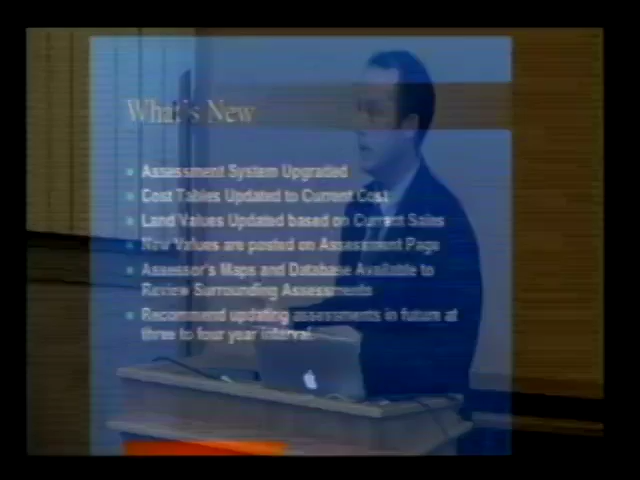 What's New
Assessment System Upgraded
Cost Tables Updated to Current Cost
Land Values Updated based on Current Sales
New Values are posted on Assessment Page
Assessor's Maps and Database Available to
Review Surrounding Assessments
Recommend updating assessments in future at
three to four year interval.